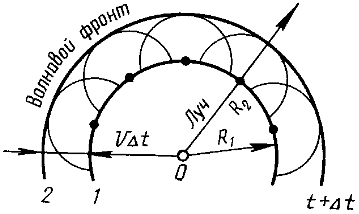 Волновой фронт
Луч
R₂
R₁
VΔt
O
2
1
t+Δt